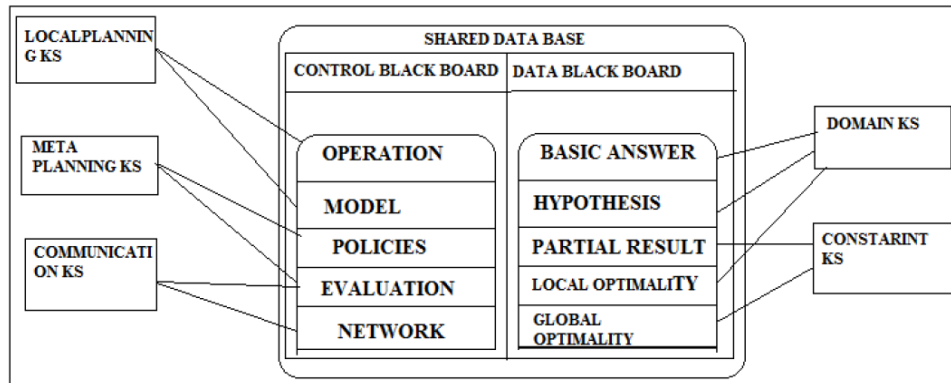 LOCALPLANNIN
G KS
META
PLANNING KS
COMMUNICATI
ON KS
SHARED DATA BASE
CONTROL BLACK BOARD
OPERATION
MODEL
POLICIES
EVALUATION
NETWORK
DATA BLACK BOARD
BASIC ANSWER
HYPOTHESIS
PARTIAL RESULT
LOCAL OPTIMALITY
GLOBAL
OPTIMALITY
DOMAIN KS
CONSTARINT
KS